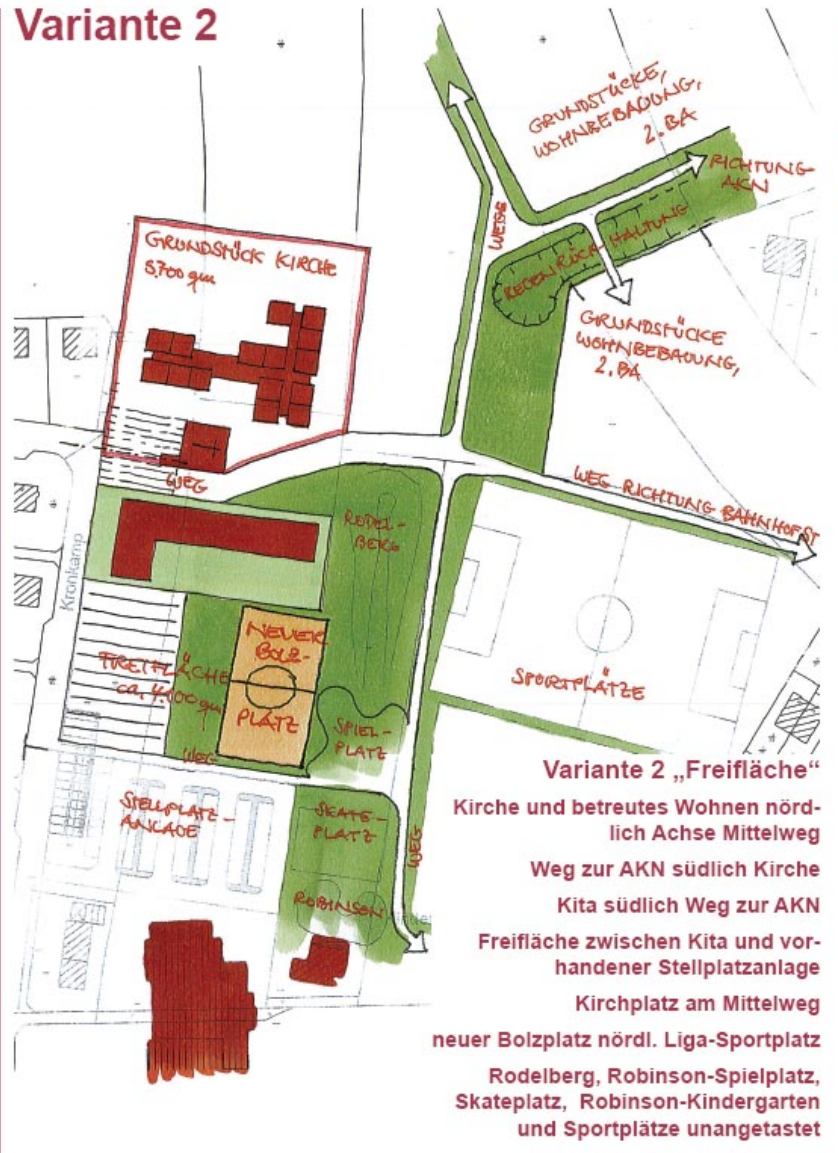 Variante 2
GRUNDSTÜCKE,
WOHNBEBAUUNG,
2. BA
RICHTUNG
AKN
WEG
REGENRÜCKHALTUNG
GRUNDSTÜCK KIRCHE
5.700 qm
GRUNDSTÜCKE
WOHNBEBAUUNG,
2. BA
WEG
WEG RICHTUNG BAHNHOFST
RODEL-
BERG
Kronkamp
NEUER
BOLZ-
PLATZ
FREIFLÄCHE
ca. 4.100 qm
SPORTPLÄTZE
SPIEL-
PLATZ
WEG
STELLPLATZ-
ANLAGE
SKATE-
PLATZ
WEG
ROBINSON
Variante 2 „Freifläche“
Kirche und betreutes Wohnen nörd-
lich Achse Mittelweg
Weg zur AKN südlich Kirche
Kita südlich Weg zur AKN
Freifläche zwischen Kita und vor-
handener Stellplatzanlage
Kirchplatz am Mittelweg
neuer Bolzplatz nördl. Liga-Sportplatz
Rodelberg, Robinson-Spielplatz,
Skateplatz, Robinson-Kindergarten
und Sportplätze unangetastet